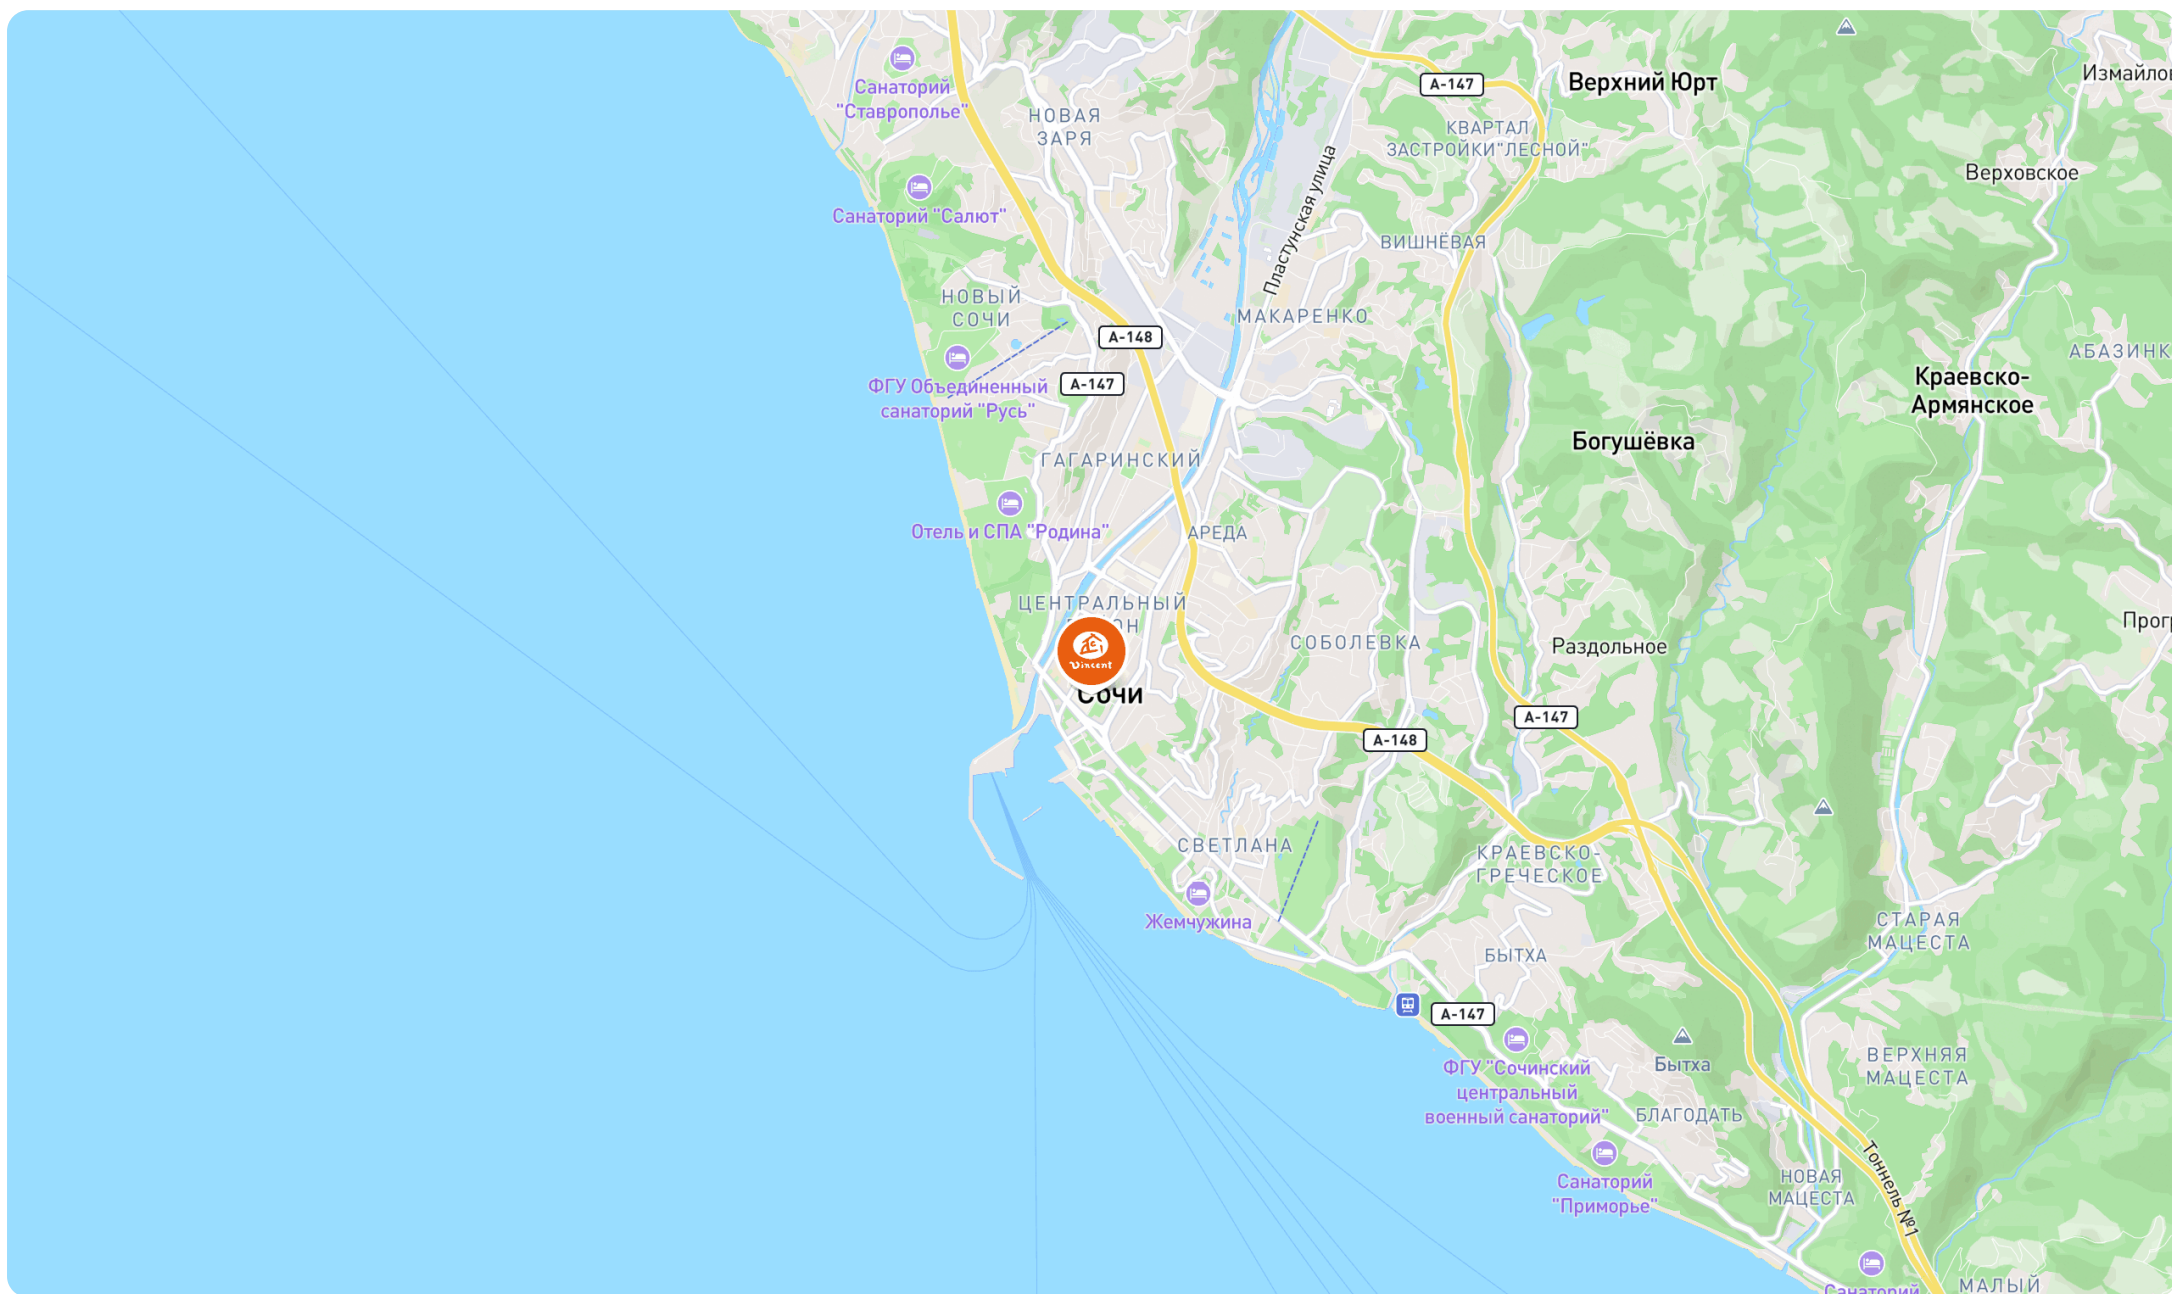 Санаторий
"Ставрополье"
НОВАЯ
ЗАРЯ
А-147
Верхний Юрт
КВАРТАЛ
ЗАСТРОЙКИ"ЛЕСНОЙ"
Верховское
Санаторий "Салют"
Пластунская улица
ВИШНЁВАЯ
НОВЫЙ
СОЧИ
МАКАРЕНКО
А-148
А-147
ФГУ Объединенный
санаторий "Русь"
Краевско-
Армянское
Богушёвка
ГАГАРИНСКИЙ
Отель и СПА "Родина"
АРЕДА
ЦЕНТРАЛЬНЫЙ
Vincent
Сочи
СОБОЛЕВКА
Раздольное
А-147
А-148
СВЕТЛАНА
КРАЕВСКО-
ГРЕЧЕСКОЕ
Жемчужина
СТАРАЯ
МАЦЕСТА
БЫТХА
А-147
ФГУ "Сочинский
центральный
военный санаторий"
Бытха
ВЕРХНЯЯ
МАЦЕСТА
БЛАГОДАТЬ
Санаторий
"Приморье"
НОВАЯ
МАЦЕСТА
Тоннель №1
Санаторий
МАЛЫЙ